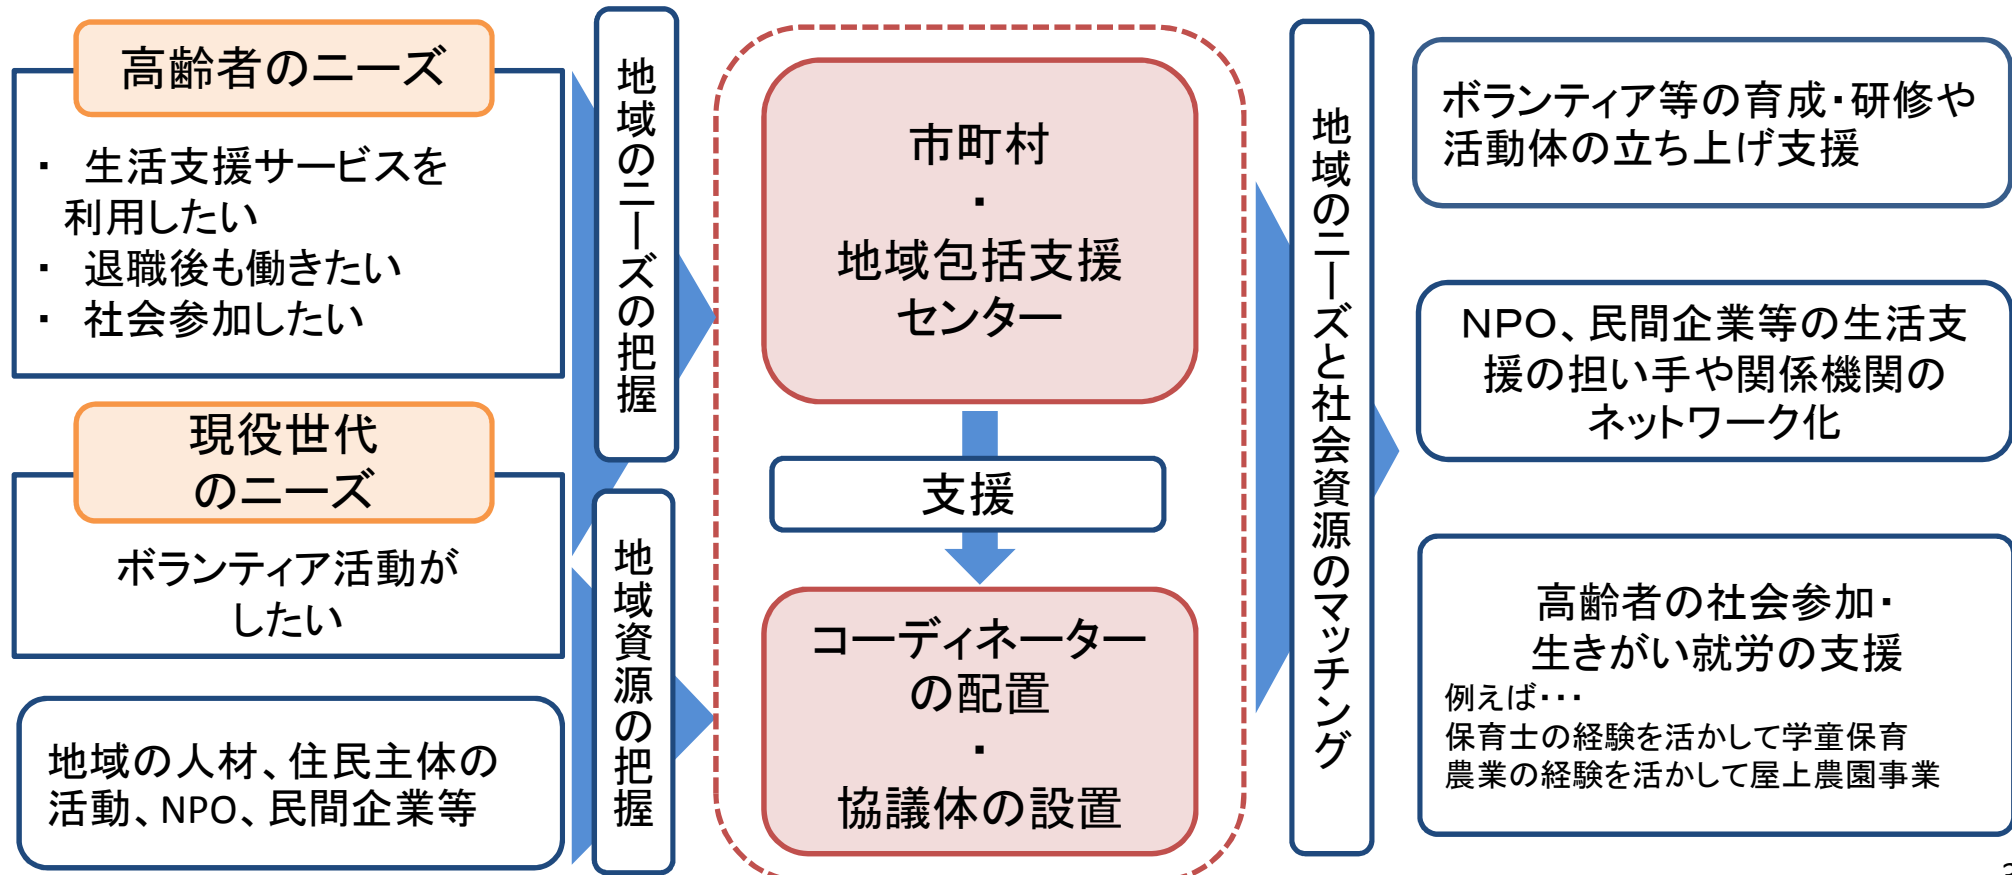 高齢者のニーズ
・ 生活支援サービスを
利用したい
・ 退職後も働きたい
・ 社会参加したい
現役世代
のニーズ
ボランティア活動が
したい
地域の人材、住民主体の
活動、NPO、民間企業等
地域のニーズの把握
地域資源の把握
市町村
・
地域包括支援
センター
支援
コーディネーター
の配置
・
協議体の設置
地域のニーズと社会資源のマッチング
ボランティア等の育成・研修や
活動体の立ち上げ支援
NPO、民間企業等の生活支
援の担い手や関係機関の
ネットワーク化
高齢者の社会参加・
生きがい就労の支援
例えば・・・
保育士の経験を活かして学童保育
農業の経験を活かして屋上農園事業